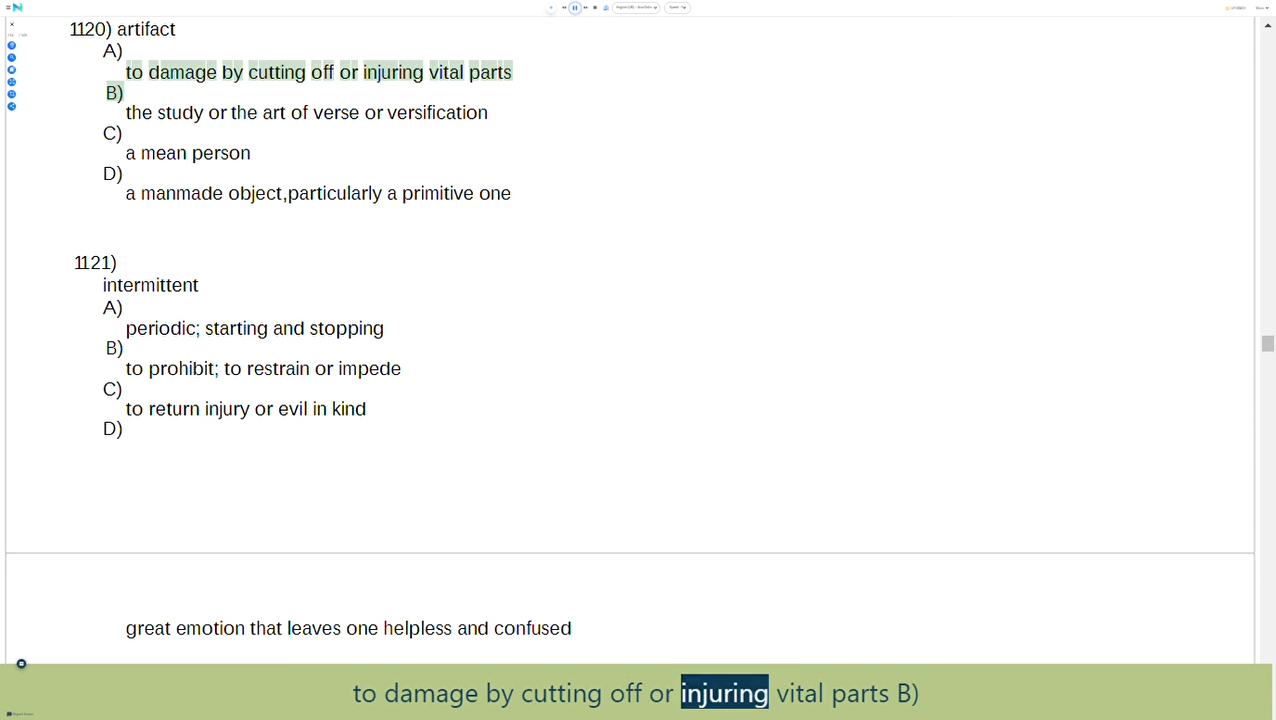 1120) artifact
A)
to damage by cutting off or injuring vital parts
B)
the study or the art of verse or versification
C)
a mean person
D)
a manmade object,particularly a primitive one
1121)
intermittent
A)
periodic; starting and stopping
B)
to prohibit; to restrain or impede
C)
to return injury or evil in kind
D)
great emotion that leaves one helpless and confused
to damage by cutting off or injuring vital parts B)